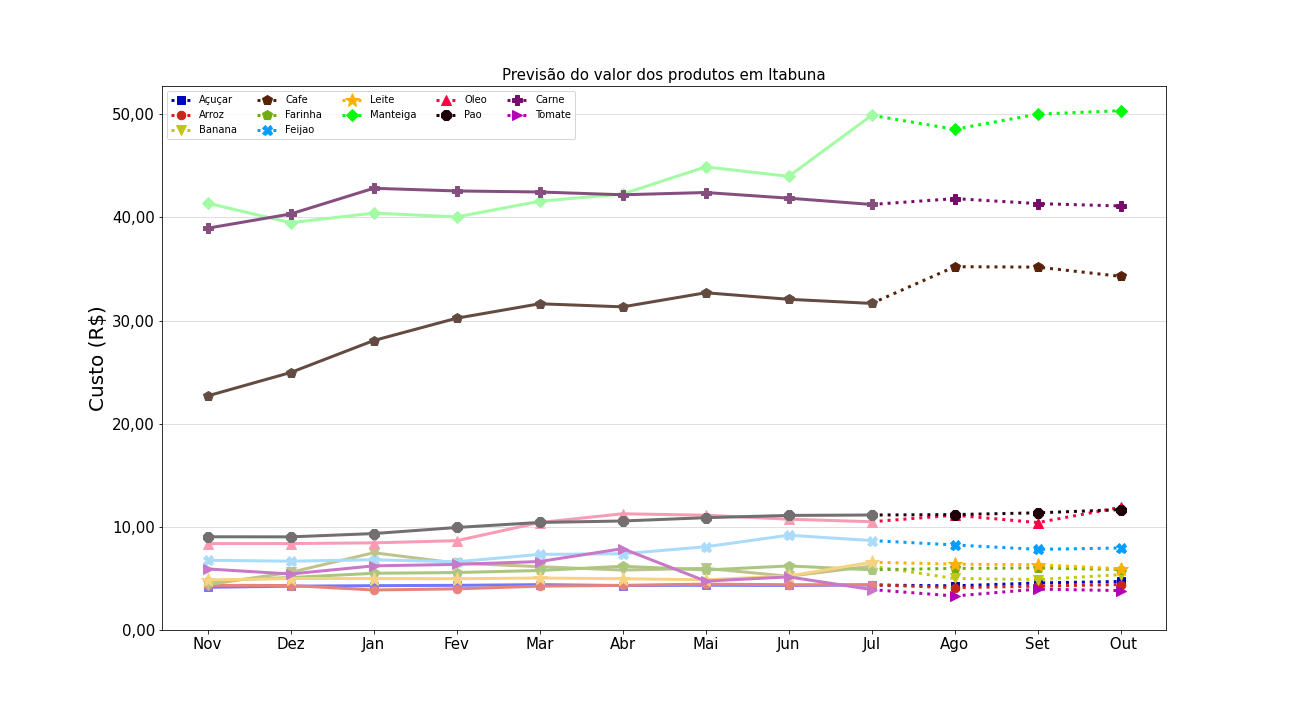 Previsão do valor dos produtos em Itabuna
Açuçar Cafe Leite Oleo Carne
Arroz Farinha Manteiga Pao Tomate
Banana Feijao
Custo (R$)
50,00
40,00
30,00
20,00
10,00
0,00
Nov Dez Jan Fev Mar Abr Mai Jun Jul Ago Set Out